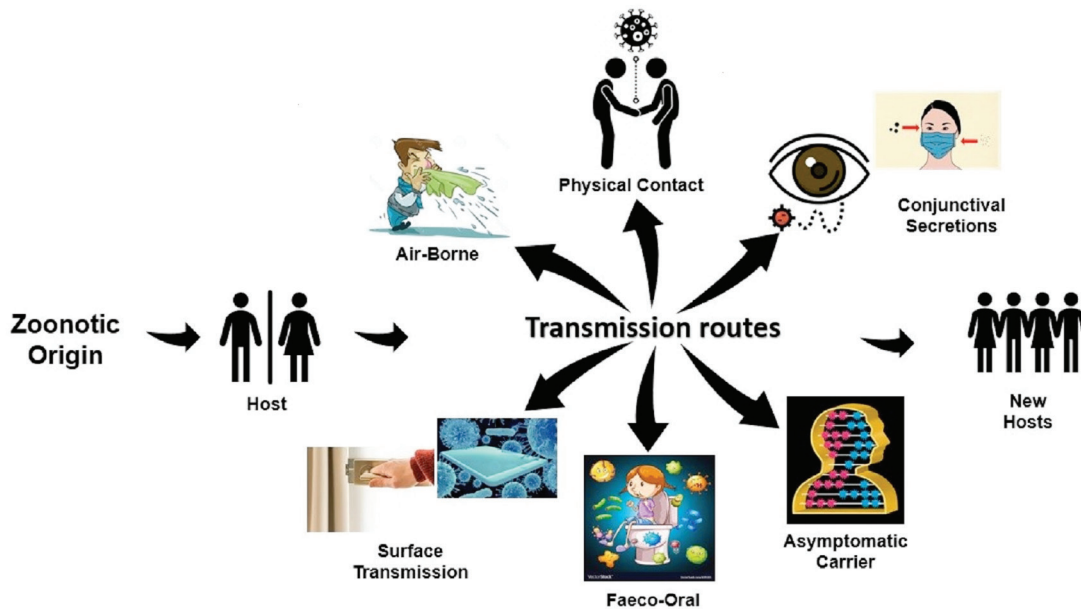 Physical Contact
Conjunctival
Secretions
Air-Borne
Zoonotic
Origin
Host
Transmission routes
New
Hosts
Surface
Transmission
Faeco-Oral
Asymptomatic
Carrier
VectorStock